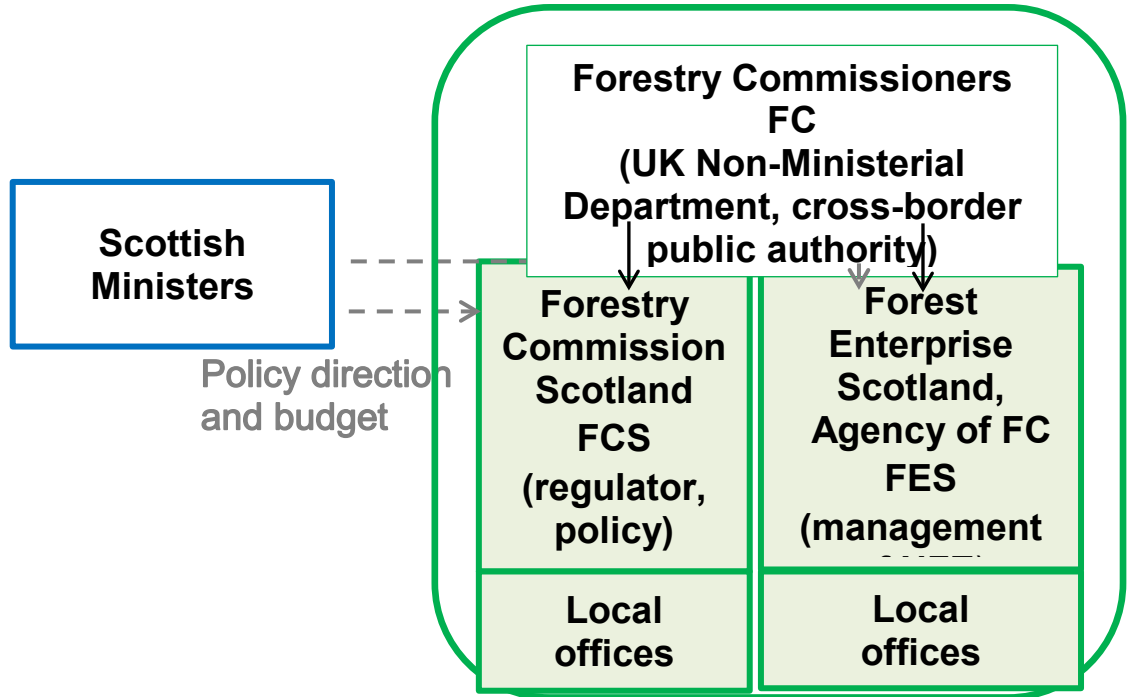 Forestry Commissioners
FC
(UK Non-Ministerial
Department, cross-border
public authority)
Scottish
Ministers
Policy direction
and budget
Forestry
Commission
Scotland
FCS
(regulator,
policy)
Forest
Enterprise
Scotland,
Agency of FC
FES
(management
Local
offices
Local
offices